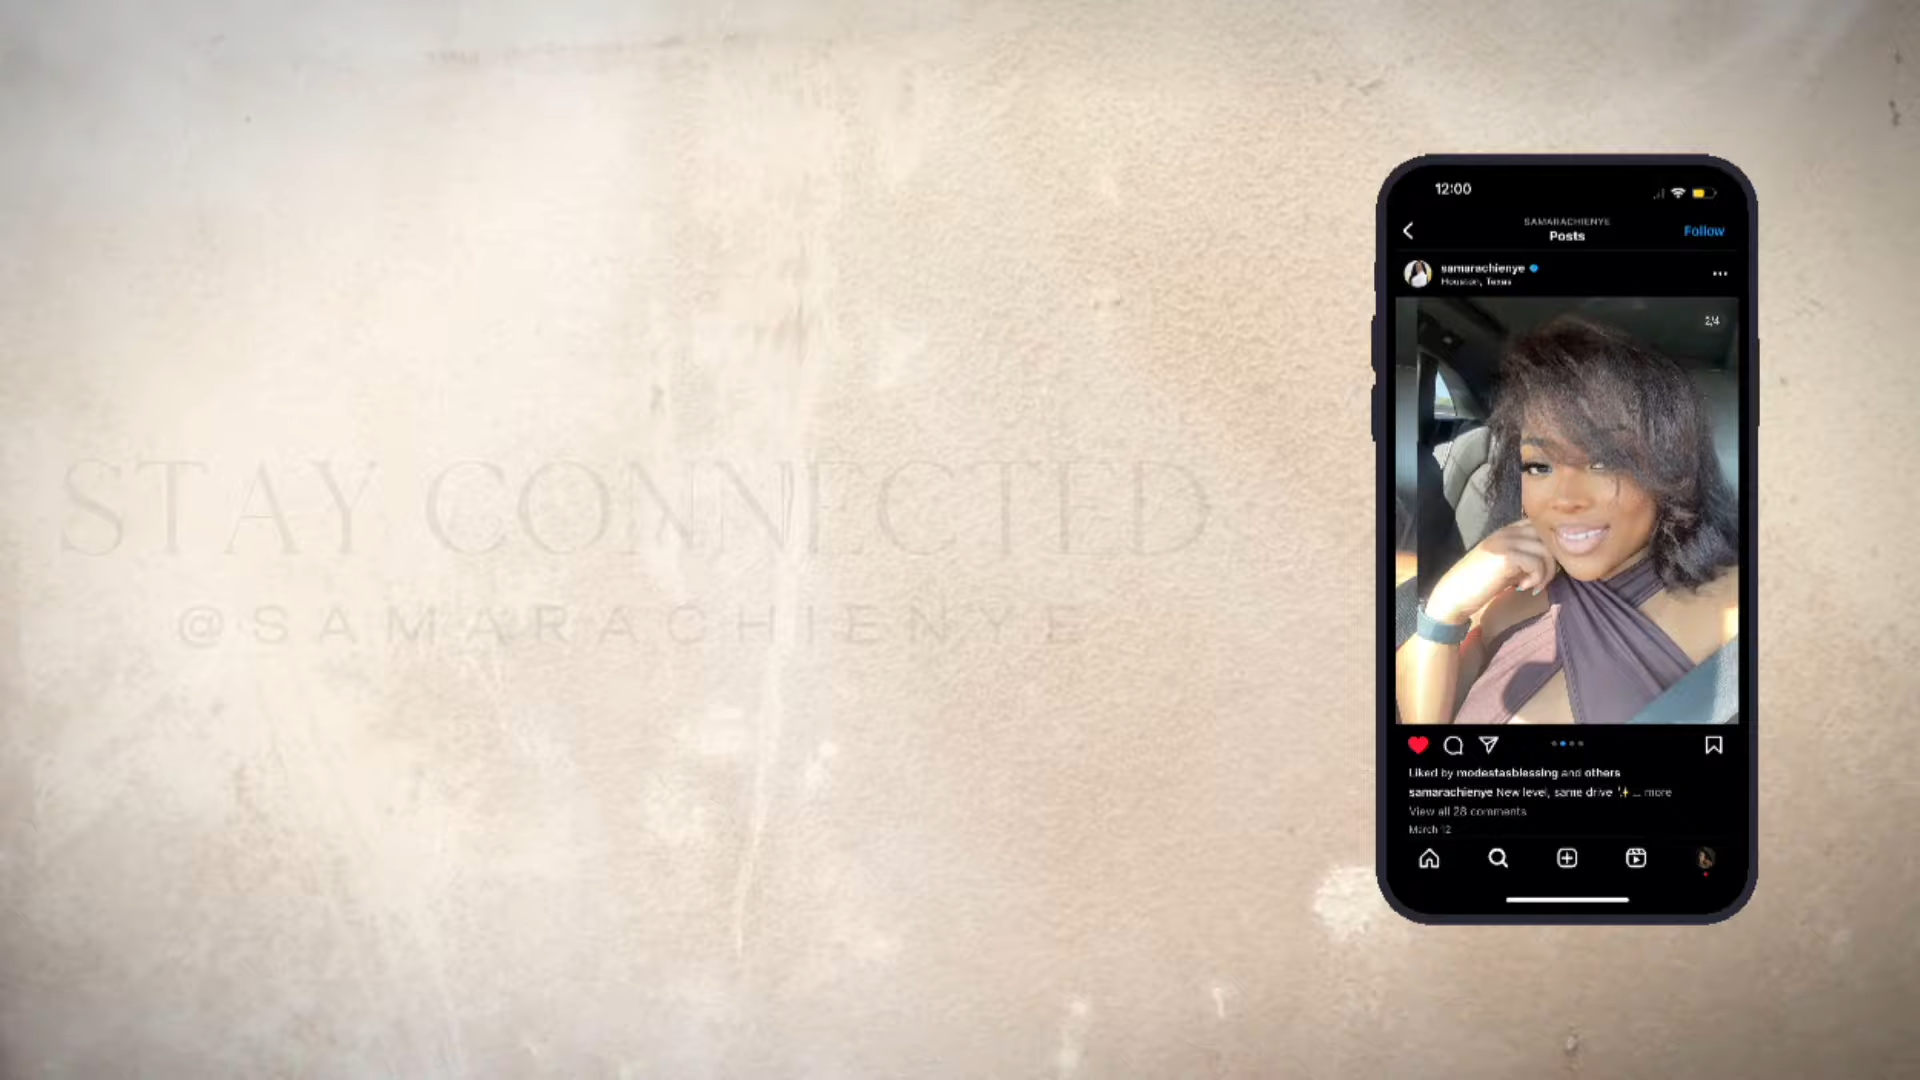 STAY CONNECTED
@SAMARACHIENYE
12:00
SAMARACHIENYE
Posts
Follow
samarachienye
Houston, Texas
2/4
Liked by modestasblessing and others
samarachienye New level, same drive ✨ ... more
View all 28 comments
March 12